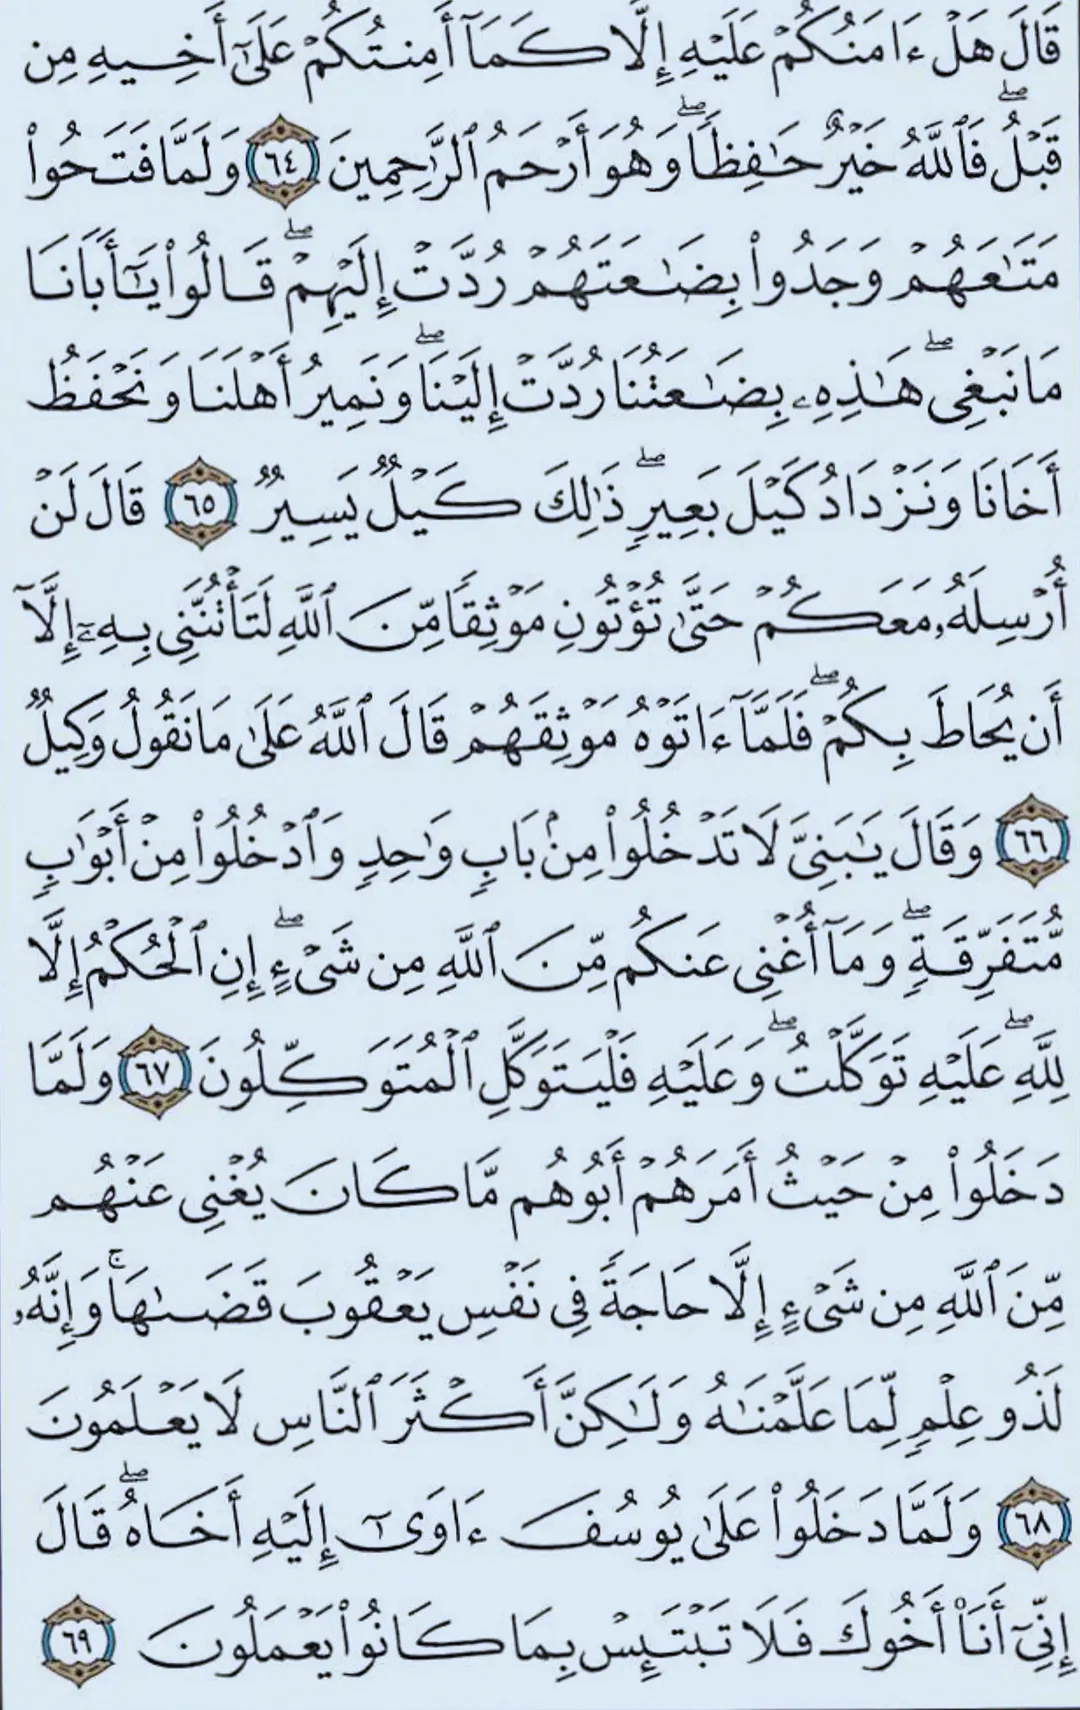 قَالَ هَلْ ءَامَنُكُمْ عَلَيْهِ إِلَّا كَمَآ أَمِنتُكُمْ عَلَىٰٓ أَخِيهِ مِن
قَبْلُ ۖ فَٱللَّهُ خَيْرٌ حَٰفِظًا ۖ وَهُوَ أَرْحَمُ ٱلرَّٰحِمِينَ ٦٤ وَلَمَّا فَتَحُوا۟
مَتَٰعَهُمْ وَجَدُوا۟ بِضَٰعَتَهُمْ رُدَّتْ إِلَيْهِمْ ۖ قَالُوا۟ يَٰٓأَبَانَا
مَا نَبْغِى ۖ هَٰذِهِۦ بِضَٰعَتُنَا رُدَّتْ إِلَيْنَا ۖ وَنَمِيرُ أَهْلَنَا وَنَحْفَظُ
أَخَانَا وَنَزْدَادُ كَيْلَ بَعِيرٍ ۖ ذَٰلِكَ كَيْلٌ يَسِيرٌ ٦٥ قَالَ لَنْ
أُرْسِلَهُۥ مَعَكُمْ حَتَّىٰ تُؤْتُونِ مَوْثِقًا مِّنَ ٱللَّهِ لَتَأْتُنَّنِى بِهِۦٓ إِلَّآ
أَن يُحَاطَ بِكُمْ ۖ فَلَمَّآ ءَاتَوْهُ مَوْثِقَهُمْ قَالَ ٱللَّهُ عَلَىٰ مَا نَقُولُ وَكِيلٌ
٦٦ وَقَالَ يَٰبَنِىَّ لَا تَدْخُلُوا۟ مِنۢ بَابٍ وَٰحِدٍ وَٱدْخُلُوا۟ مِنْ أَبْوَٰبٍ
مُّتَفَرِّقَةٍ ۖ وَمَآ أُغْنِى عَنكُم مِّنَ ٱللَّهِ مِن شَىْءٍ ۖ إِنِ ٱلْحُكْمُ إِلَّا
لِلَّهِ ۖ عَلَيْهِ تَوَكَّلْتُ ۖ وَعَلَيْهِ فَلْيَتَوَكَّلِ ٱلْمُتَوَكِّلُونَ ٦٧ وَلَمَّا
دَخَلُوا۟ مِنْ حَيْثُ أَمَرَهُمْ أَبُوهُم مَّا كَانَ يُغْنِى عَنْهُم
مِّنَ ٱللَّهِ مِن شَىْءٍ إِلَّا حَاجَةً فِى نَفْسِ يَعْقُوبَ قَضَىٰهَا ۚ وَإِنَّهُۥ
لَذُو عِلْمٍ لِّمَا عَلَّمْنَٰهُ وَلَٰكِنَّ أَكْثَرَ ٱلنَّاسِ لَا يَعْلَمُونَ
٦٨ وَلَمَّا دَخَلُوا۟ عَلَىٰ يُوسُفَ ءَاوَىٰٓ إِلَيْهِ أَخَاهُ ۖ قَالَ
إِنِّىٓ أَنَا۠ أَخُوكَ فَلَا تَبْتَئِسْ بِمَا كَانُوا۟ يَعْمَلُونَ ٦٩